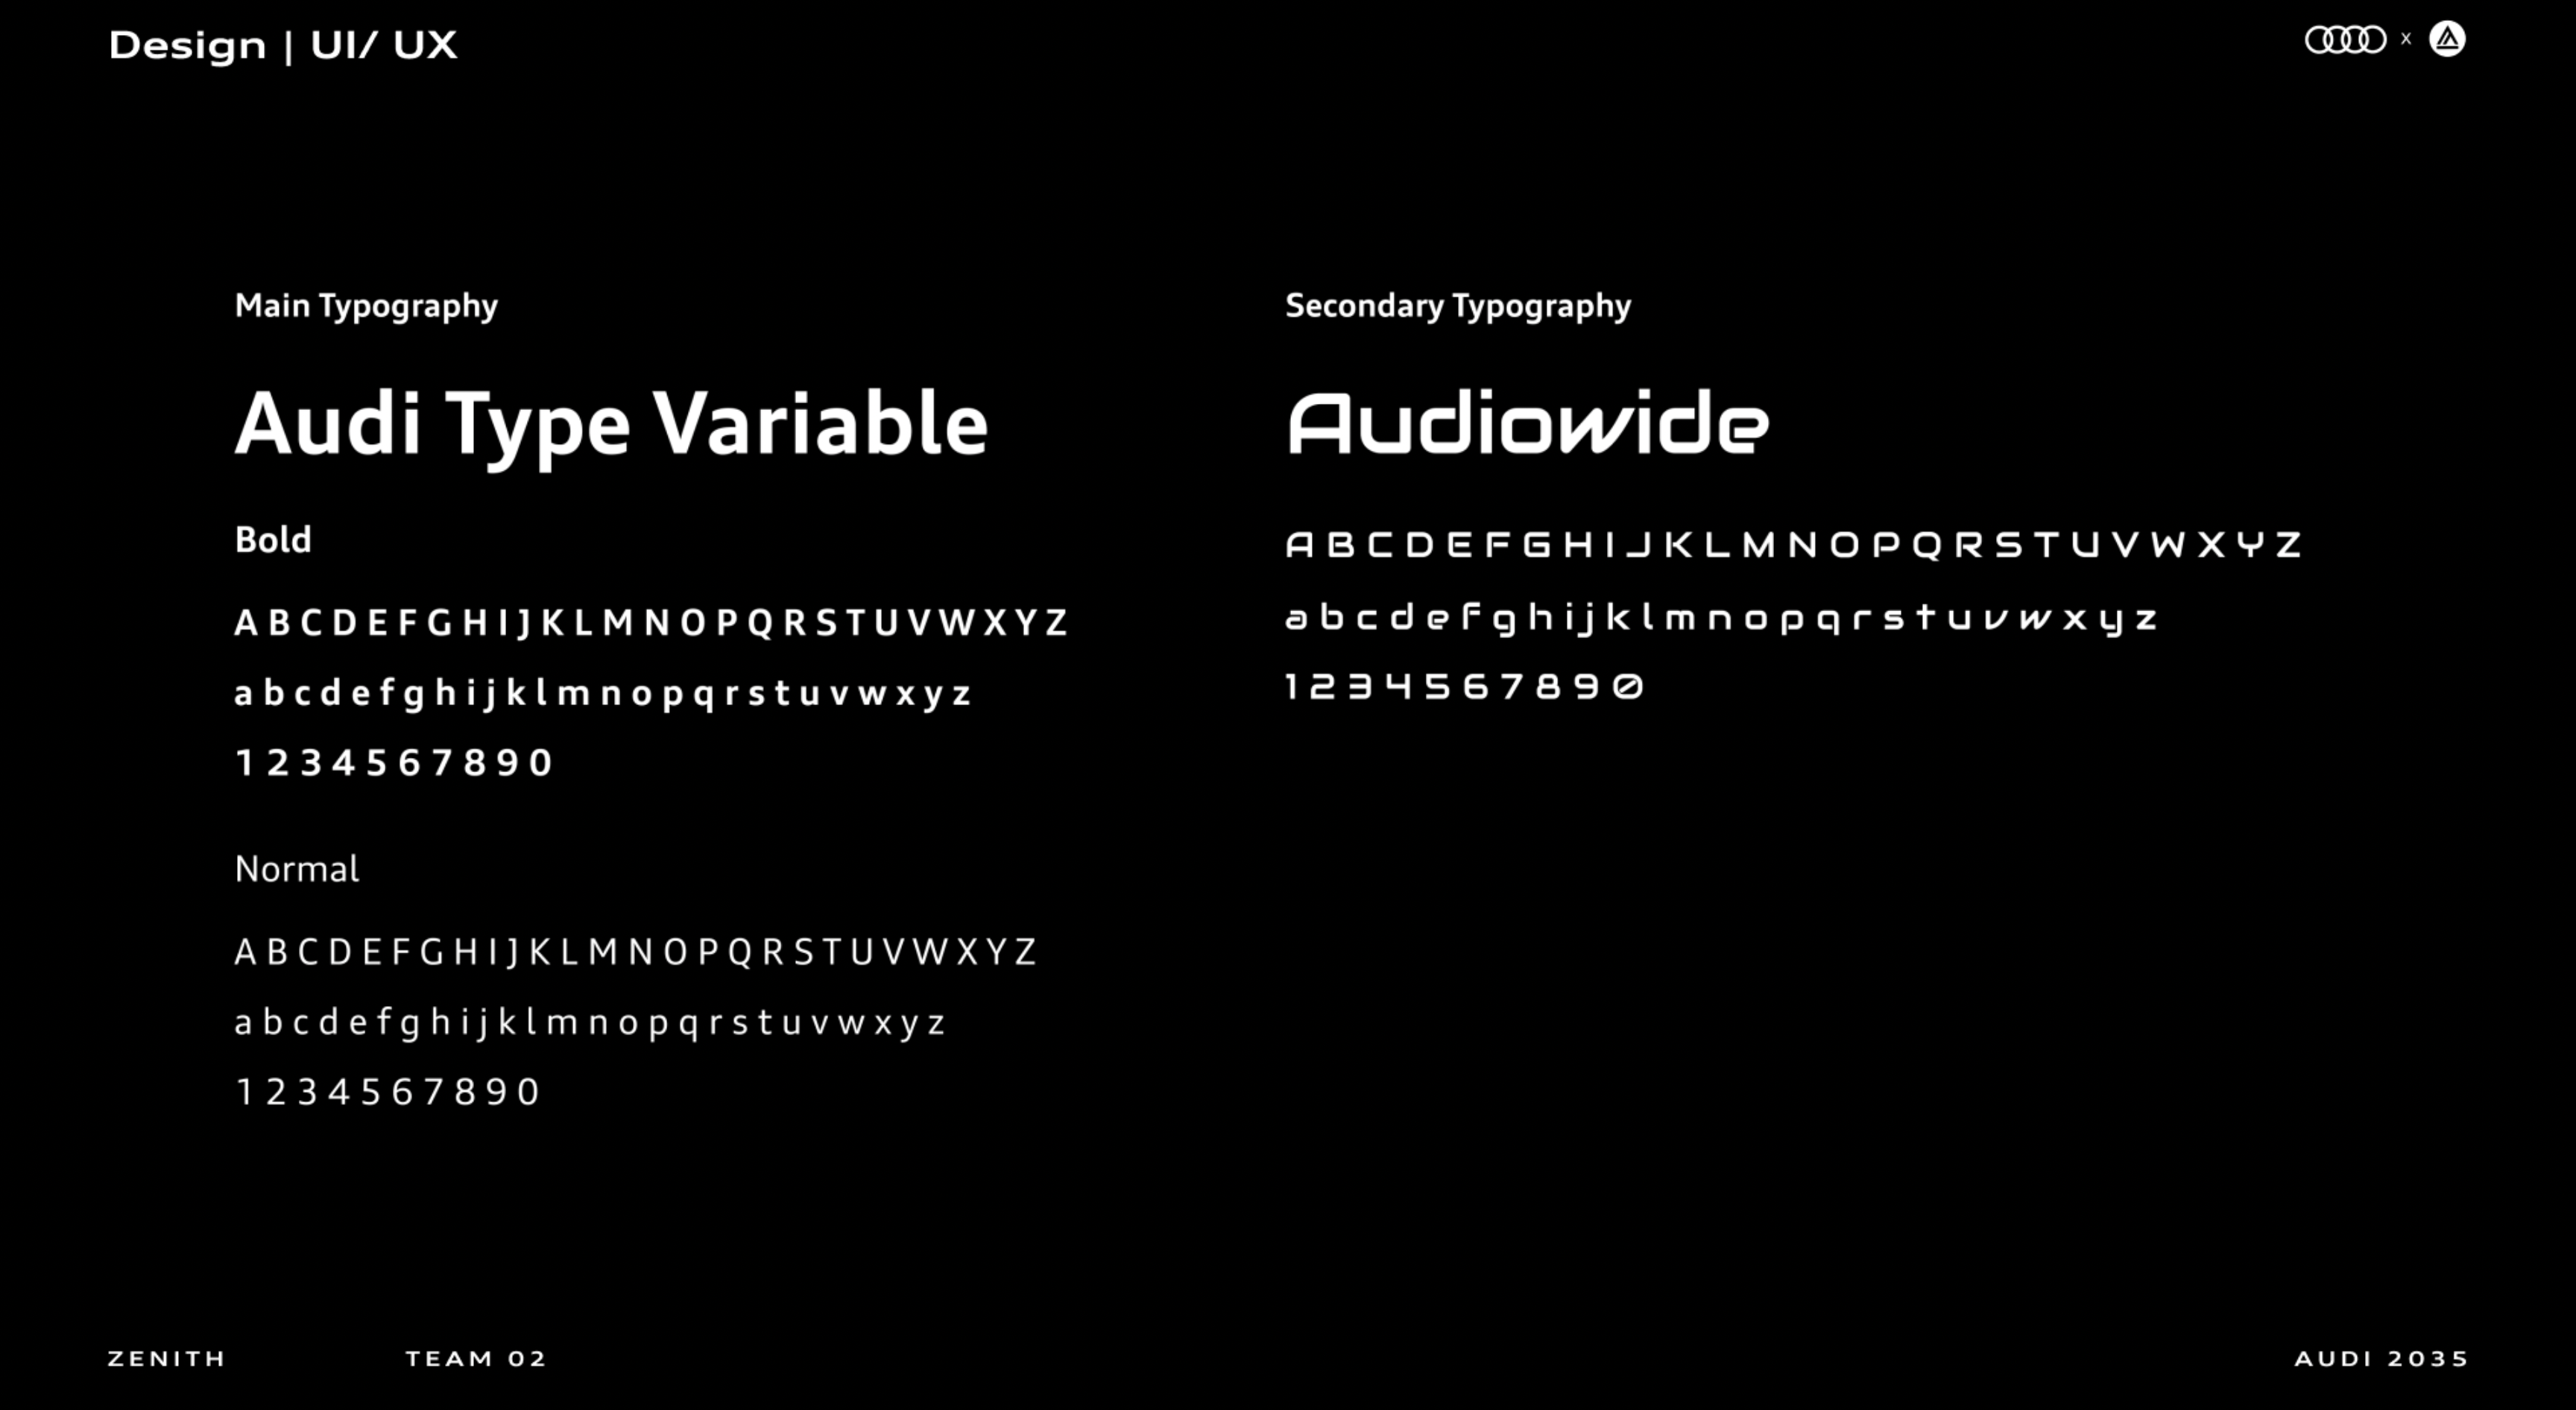 Design | UI/ UX
x
Main Typography
Audi Type Variable
Bold
A B C D E F G H I J K L M N O P Q R S T U V W X Y Z
a b c d e f g h i j k l m n o p q r s t u v w x y z
1 2 3 4 5 6 7 8 9 0
Normal
A B C D E F G H I J K L M N O P Q R S T U V W X Y Z
a b c d e f g h i j k l m n o p q r s t u v w x y z
1 2 3 4 5 6 7 8 9 0
Secondary Typography
Audiowide
A B C D E F G H I J K L M N O P Q R S T U V W X Y Z
a b c d e f g h i j k l m n o p q r s t u v w x y z
1 2 3 4 5 6 7 8 9 0
ZENITH
TEAM 02
AUDI 2035